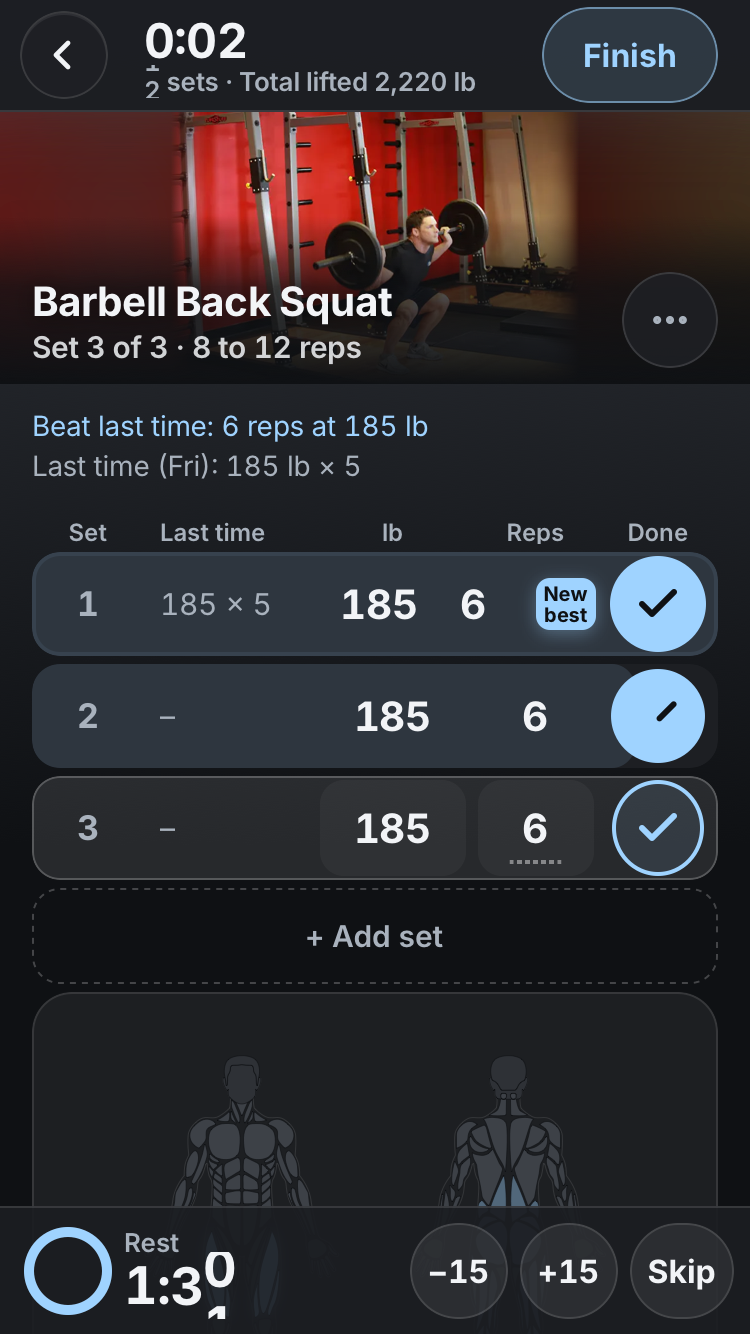 0:02
2 sets · Total lifted 2,220 lb
Finish
Barbell Back Squat
Set 3 of 3 · 8 to 12 reps
Beat last time: 6 reps at 185 lb
Last time (Fri): 185 lb × 5
Set Last time lb Reps Done
1 185 × 5 185 6 New best
2 – 185 6
3 – 185 6
+ Add set
Rest
1:30
−15 +15 Skip